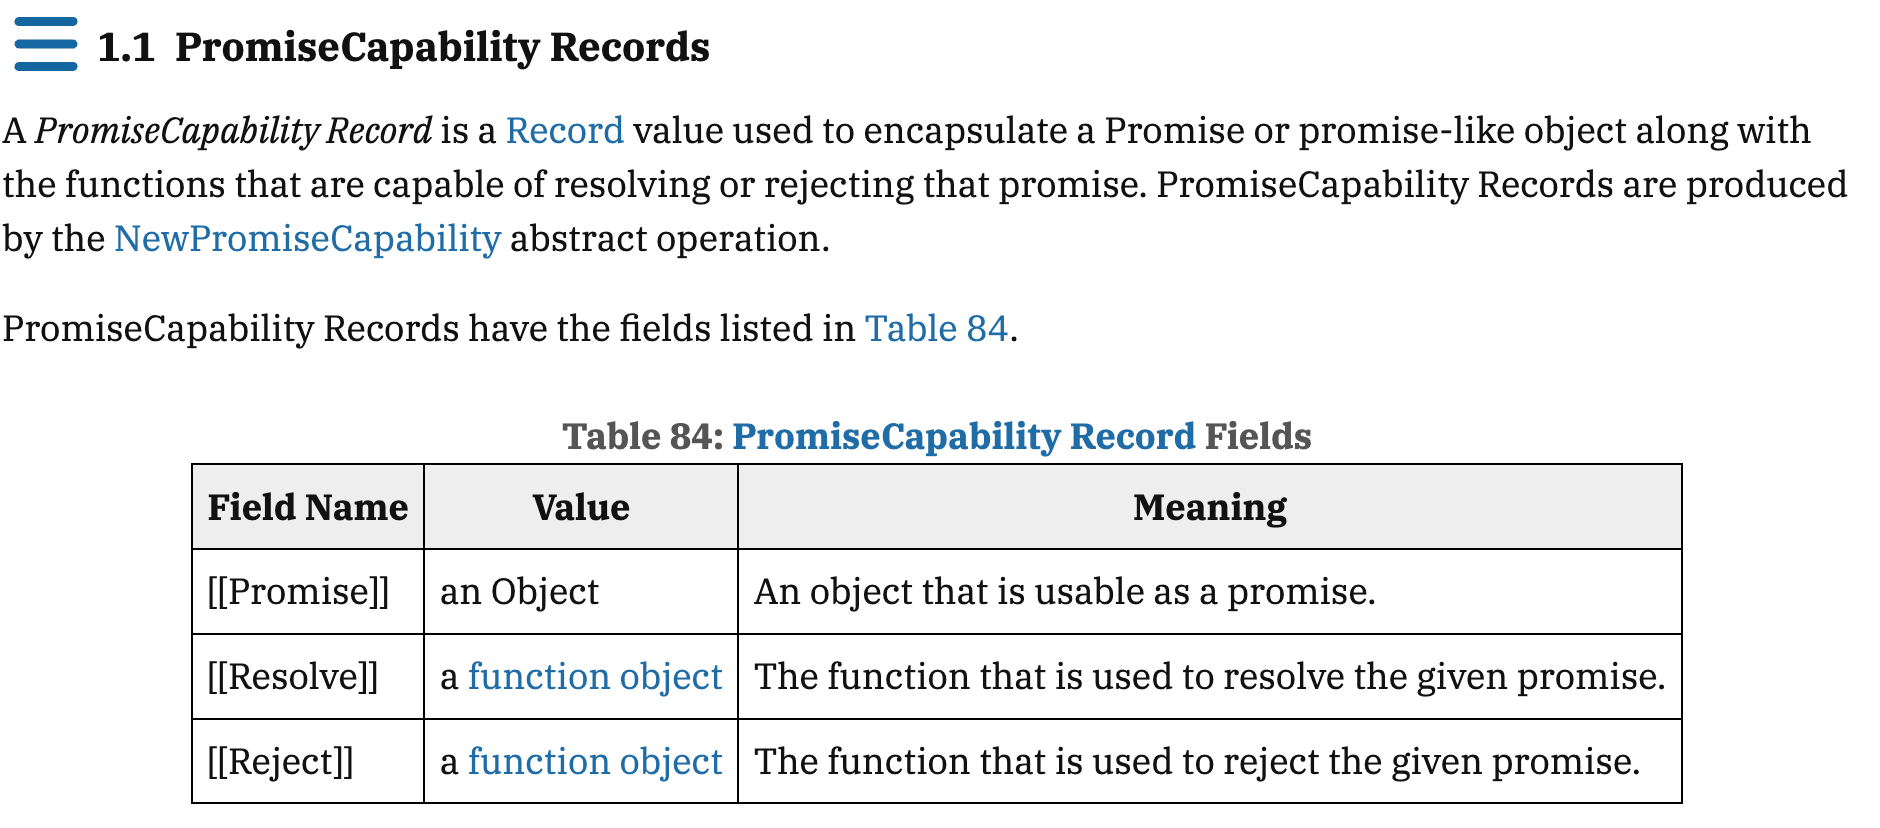 1.1 PromiseCapability Records
A PromiseCapability Record is a Record value used to encapsulate a Promise or promise-like object along with
the functions that are capable of resolving or rejecting that promise. PromiseCapability Records are produced
by the NewPromiseCapability abstract operation.
PromiseCapability Records have the fields listed in Table 84.
Table 84: PromiseCapability Record Fields
Field Name Value Meaning
[[Promise]] an Object An object that is usable as a promise.
[[Resolve]] a function object The function that is used to resolve the given promise.
[[Reject]] a function object The function that is used to reject the given promise.